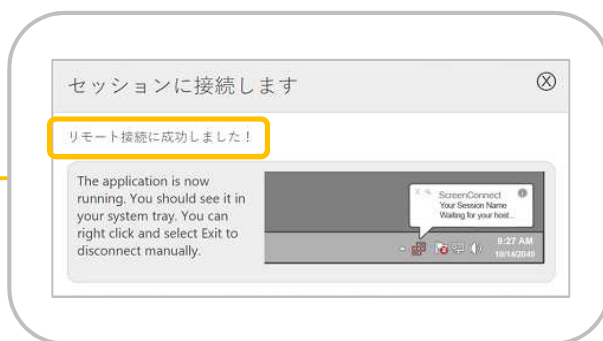 セッションに接続します
リモート接続に成功しました！
The application is now
running. You should see it in
your system tray. You can
right click and select Exit to
disconnect manually.
ScreenConnect
Your Session Name
Waiting for your host...
9:27 AM